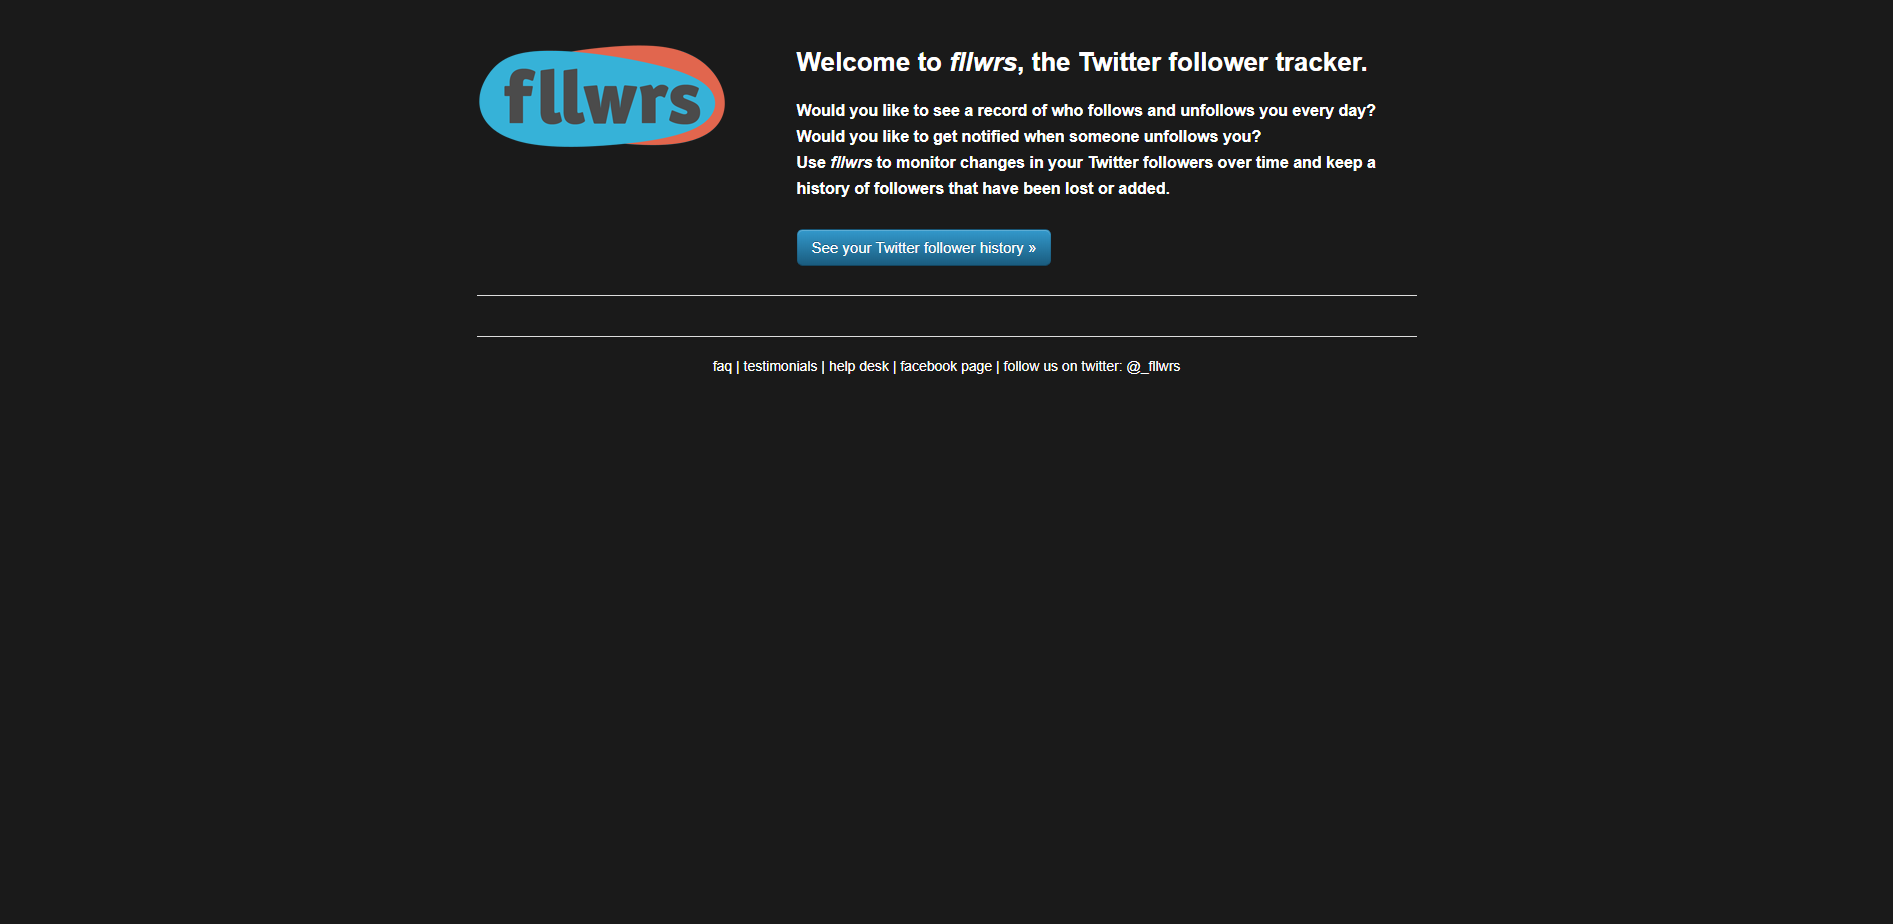 fllwrs
Welcome to fllwrs, the Twitter follower tracker.
Would you like to see a record of who follows and unfollows you every day?
Would you like to get notified when someone unfollows you?
Use fllwrs to monitor changes in your Twitter followers over time and keep a
history of followers that have been lost or added.
See your Twitter follower history »
faq | testimonials | help desk | facebook page | follow us on twitter: @_fllwrs